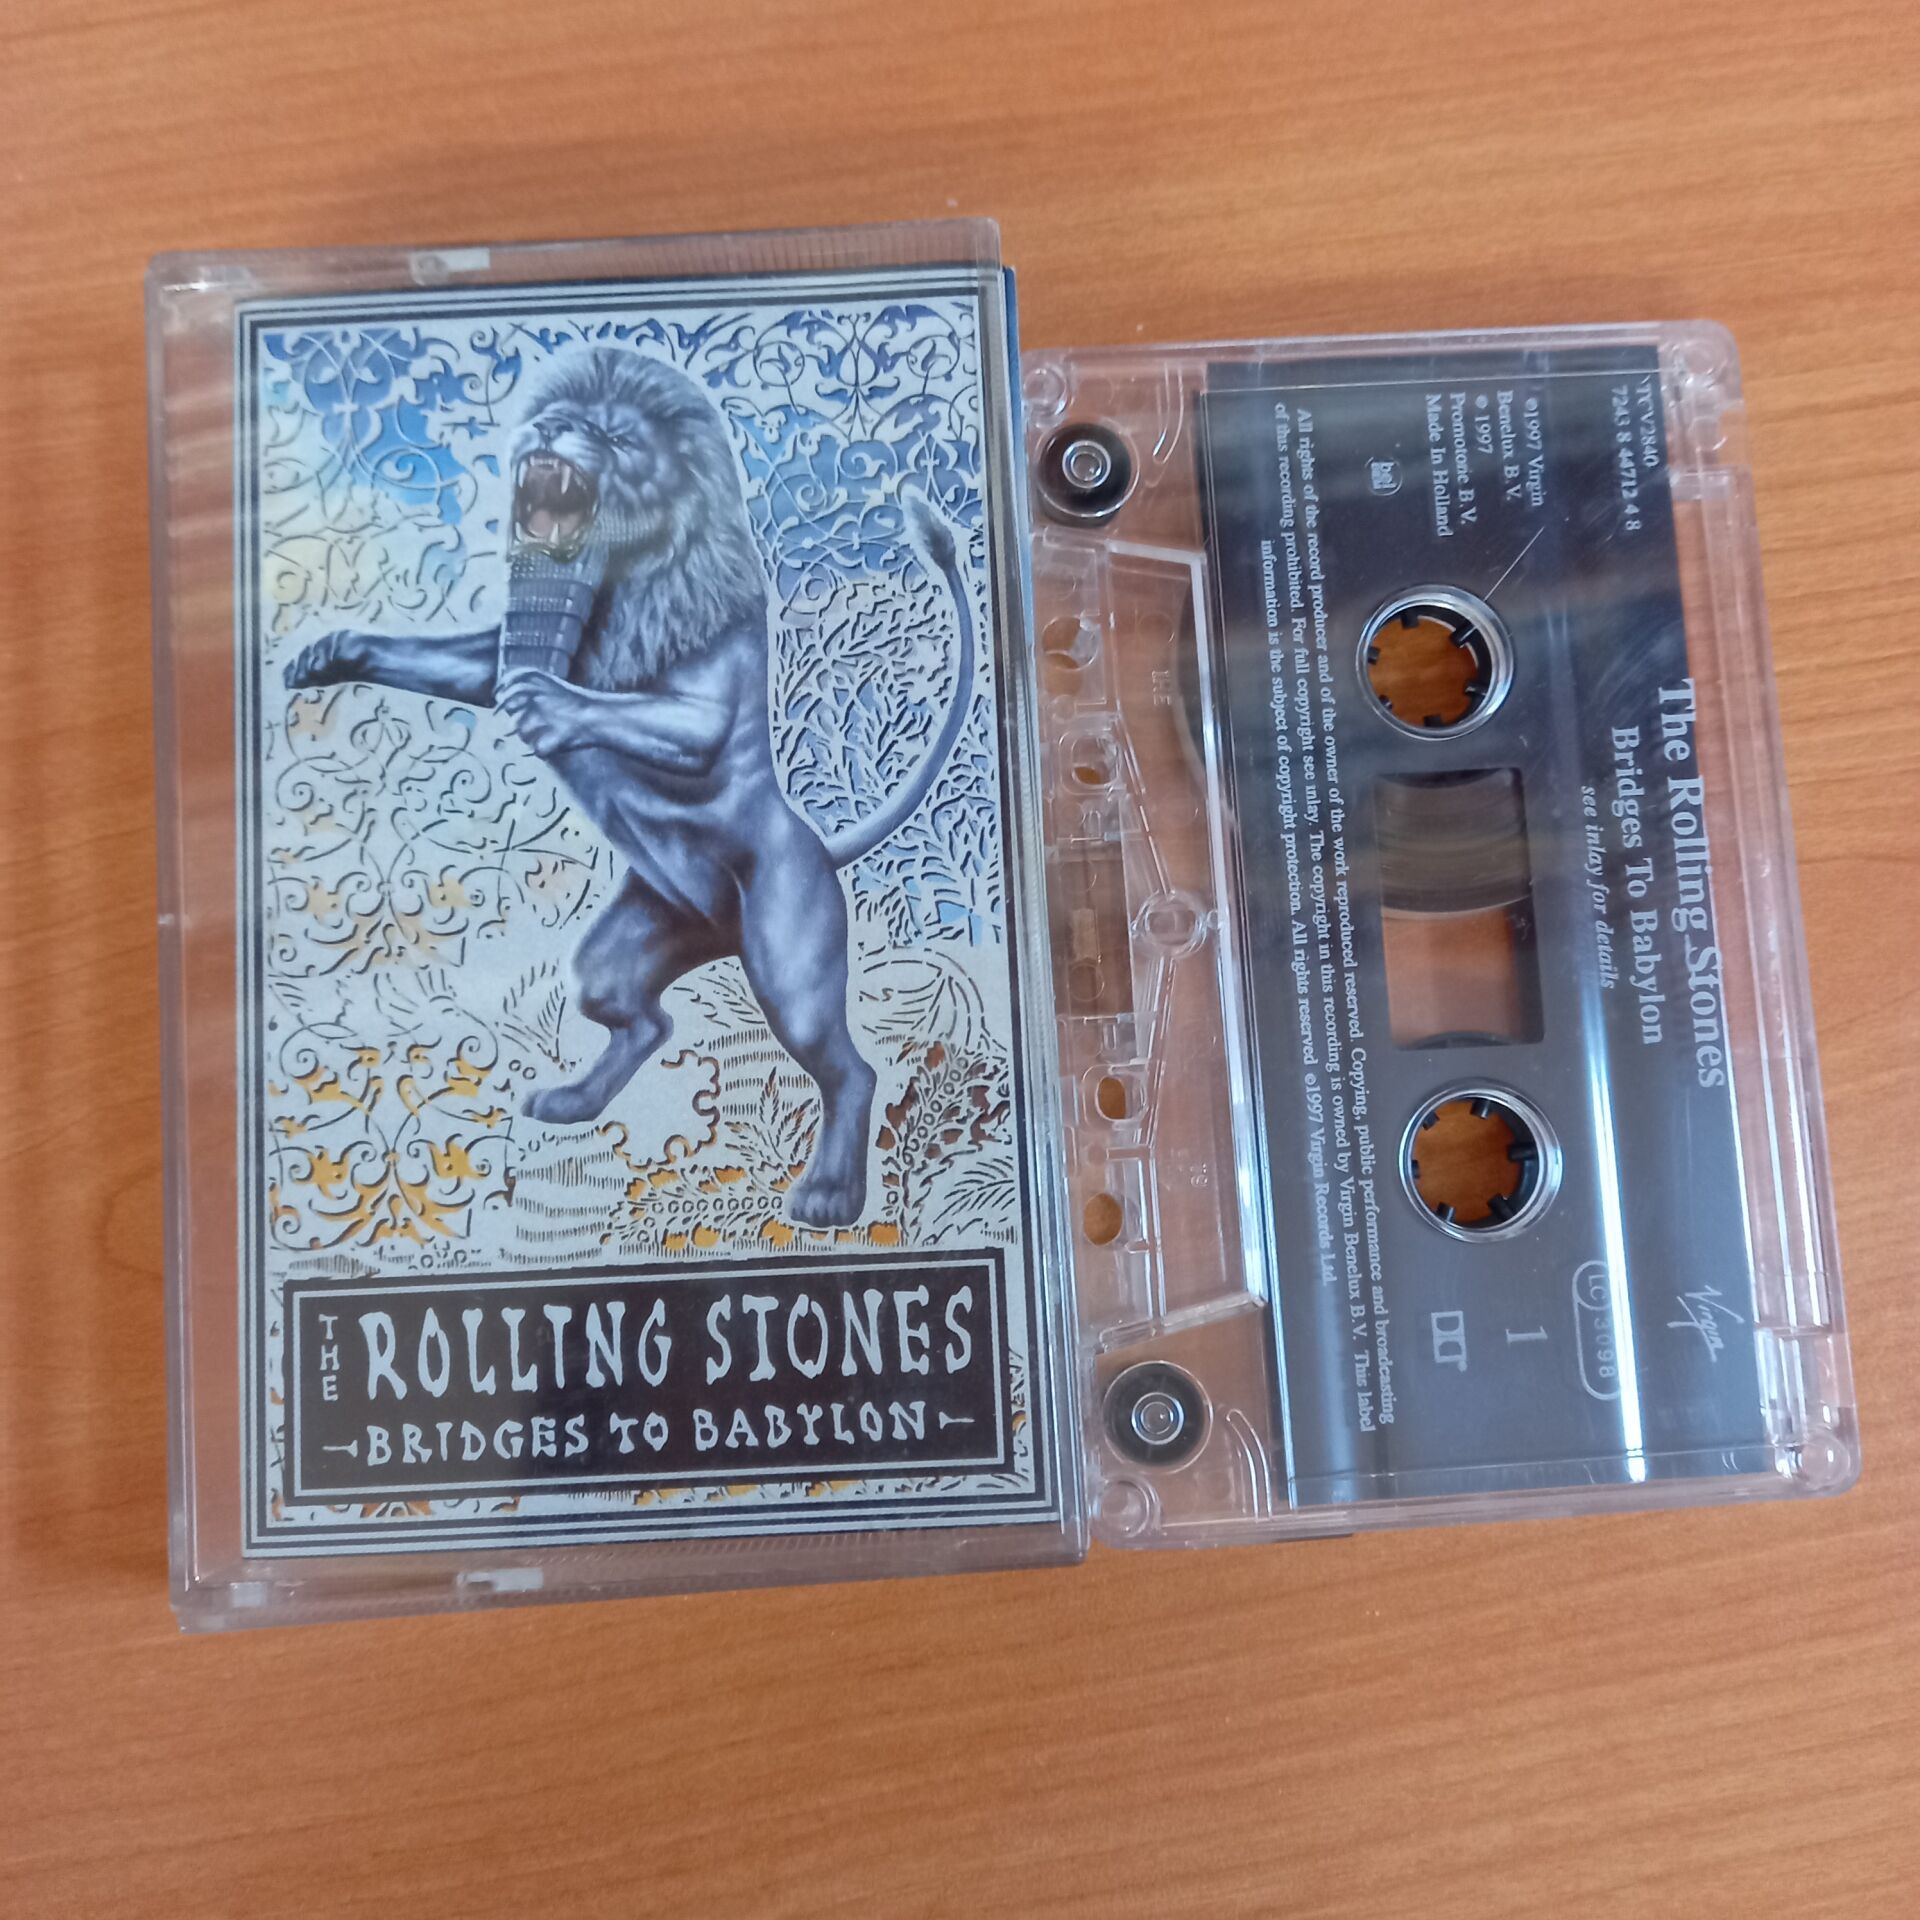 THE ROLLING STONES
BRIDGES TO BABYLON
The Rolling Stones
Bridges To Babylon
see inlay for details
TCV2840
7243 8 44712 4 8
℗1997 Virgin
Benelux B.V.
© 1997
Promotone B.V.
Made In Holland
bel
BIEM
Virgin
LC 3098
1
All rights of the record producer and of the owner of the work reproduced reserved. Copying, public performance and broadcasting
of this recording prohibited. For full copyright see inlay. The copyright in this recording is owned by Virgin Benelux B.V. This label
information is the subject of copyright protection. All rights reserved ©1997 Virgin Records Ltd.